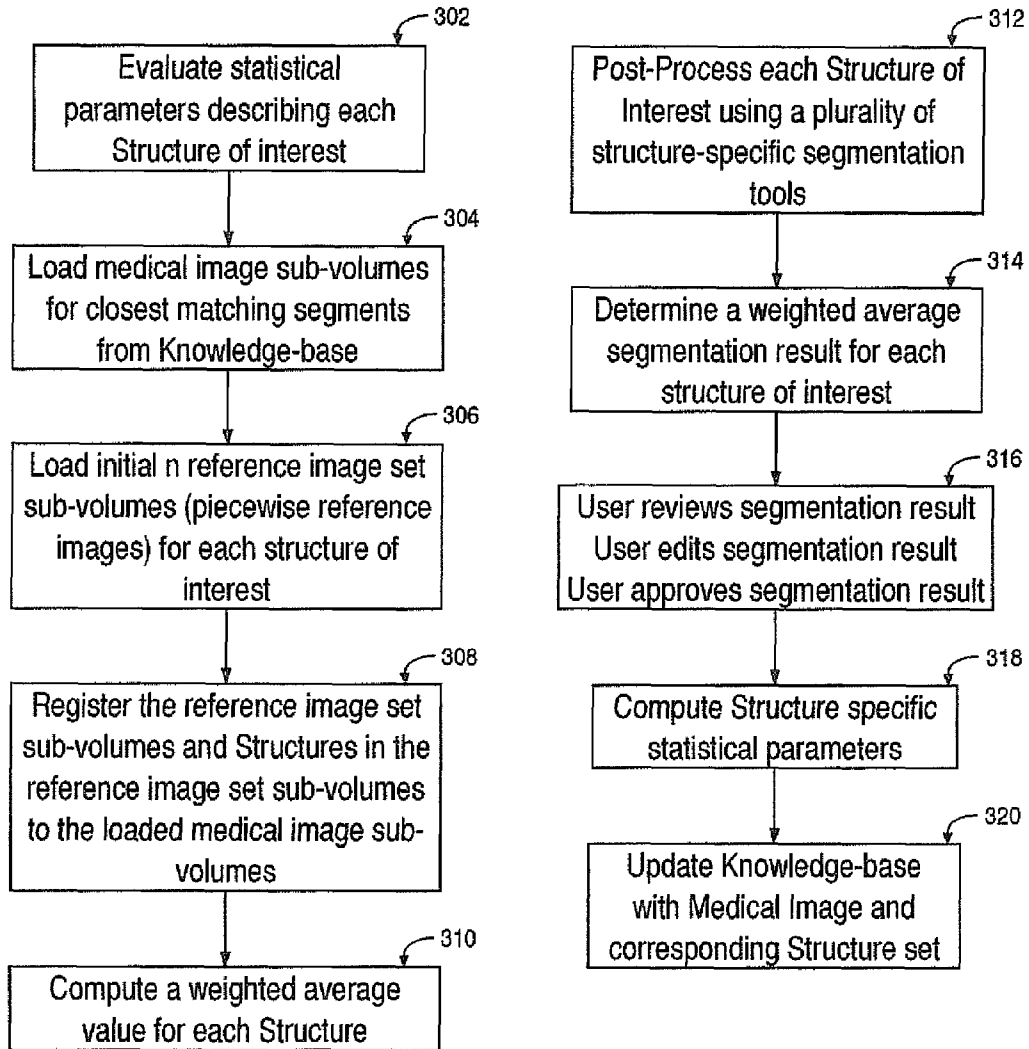 302
Evaluate statistical
parameters describing each
Structure of interest
304
Load medical image sub-volumes
for closest matching segments
from Knowledge-base
306
Load initial n reference image set
sub-volumes (piecewise reference
images) for each structure of
interest
308
Register the reference image set
sub-volumes and Structures in the
reference image set sub-volumes
to the loaded medical image sub-
volumes
310
Compute a weighted average
value for each Structure
312
Post-Process each Structure of
Interest using a plurality of
structure-specific segmentation
tools
314
Determine a weighted average
segmentation result for each
structure of interest
316
User reviews segmentation result
User edits segmentation result
User approves segmentation result
318
Compute Structure specific
statistical parameters
320
Update Knowledge-base
with Medical Image and
corresponding Structure set